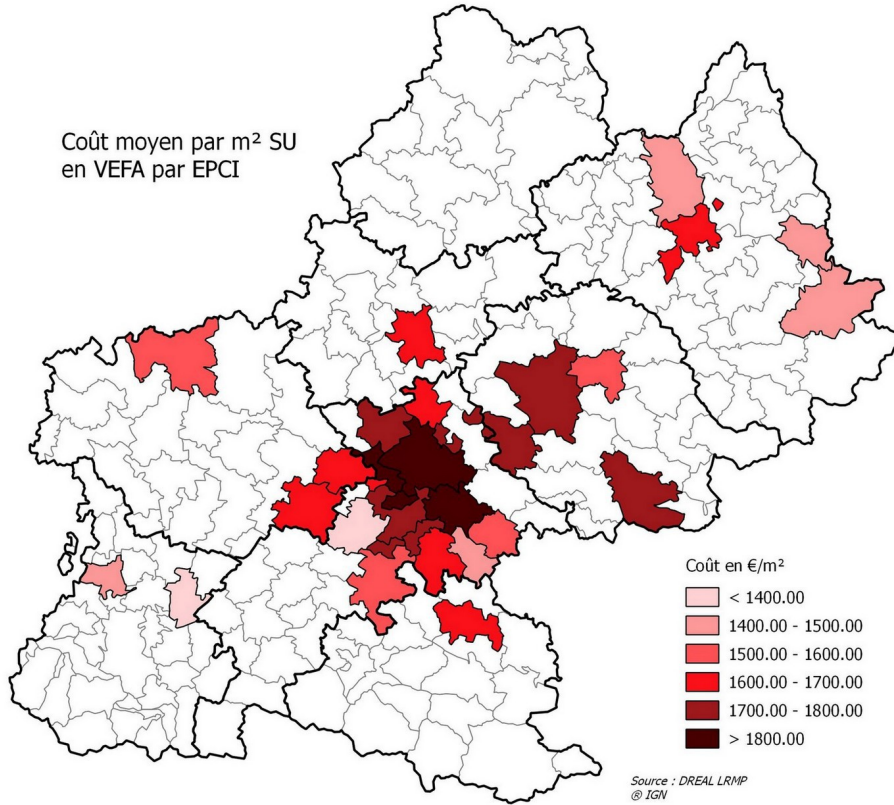 Coût moyen par m² SU
en VEFA par EPCI
Coût en €/m²
< 1400.00
1400.00 - 1500.00
1500.00 - 1600.00
1600.00 - 1700.00
1700.00 - 1800.00
> 1800.00
Source : DREAL LRMP
® IGN